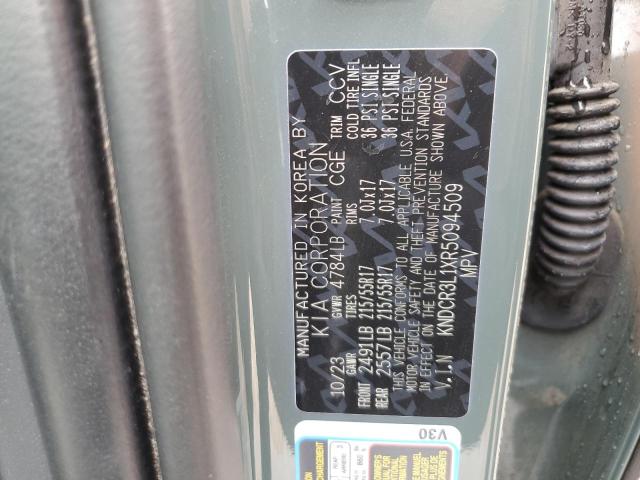 MANUFACTURED IN KOREA BY
KIA CORPORATION
10/23 GVWR 4784LB PAINT CGE TRIM CCV
GAWR TIRES RIMS COLD TIRE INFL
FRONT 2491LB 215/55R17 7.0JX17 36 PSI SINGLE
REAR 2557LB 215/55R17 7.0JX17 36 PSI SINGLE
THIS VEHICLE CONFORMS TO ALL APPLICABLE U.S.A. FEDERAL
MOTOR VEHICLE SAFETY AND THEFT PREVENTION STANDARDS
IN EFFECT ON THE DATE OF MANUFACTURE SHOWN ABOVE.
V.I.N KNDCR3L1XR5094509
MPV
V30